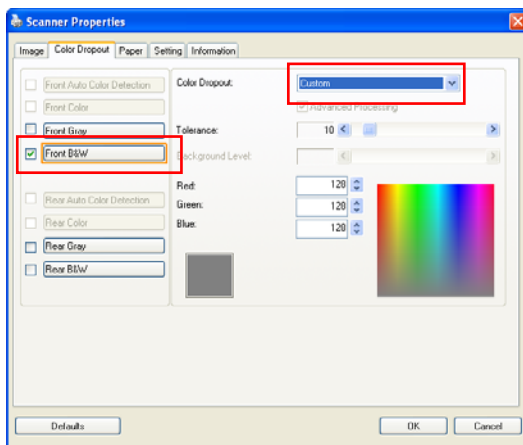 Scanner Properties
Image Color Dropout Paper Setting Information
Front Auto Color Detection
Front Color
Front Gray
Front B&W
Rear Auto Color Detection
Rear Color
Rear Gray
Rear B&W
Color Dropout: Custom
Advanced Processing
Tolerance: 10
Background Level:
Red: 128
Green: 128
Blue: 128
Defaults OK Cancel